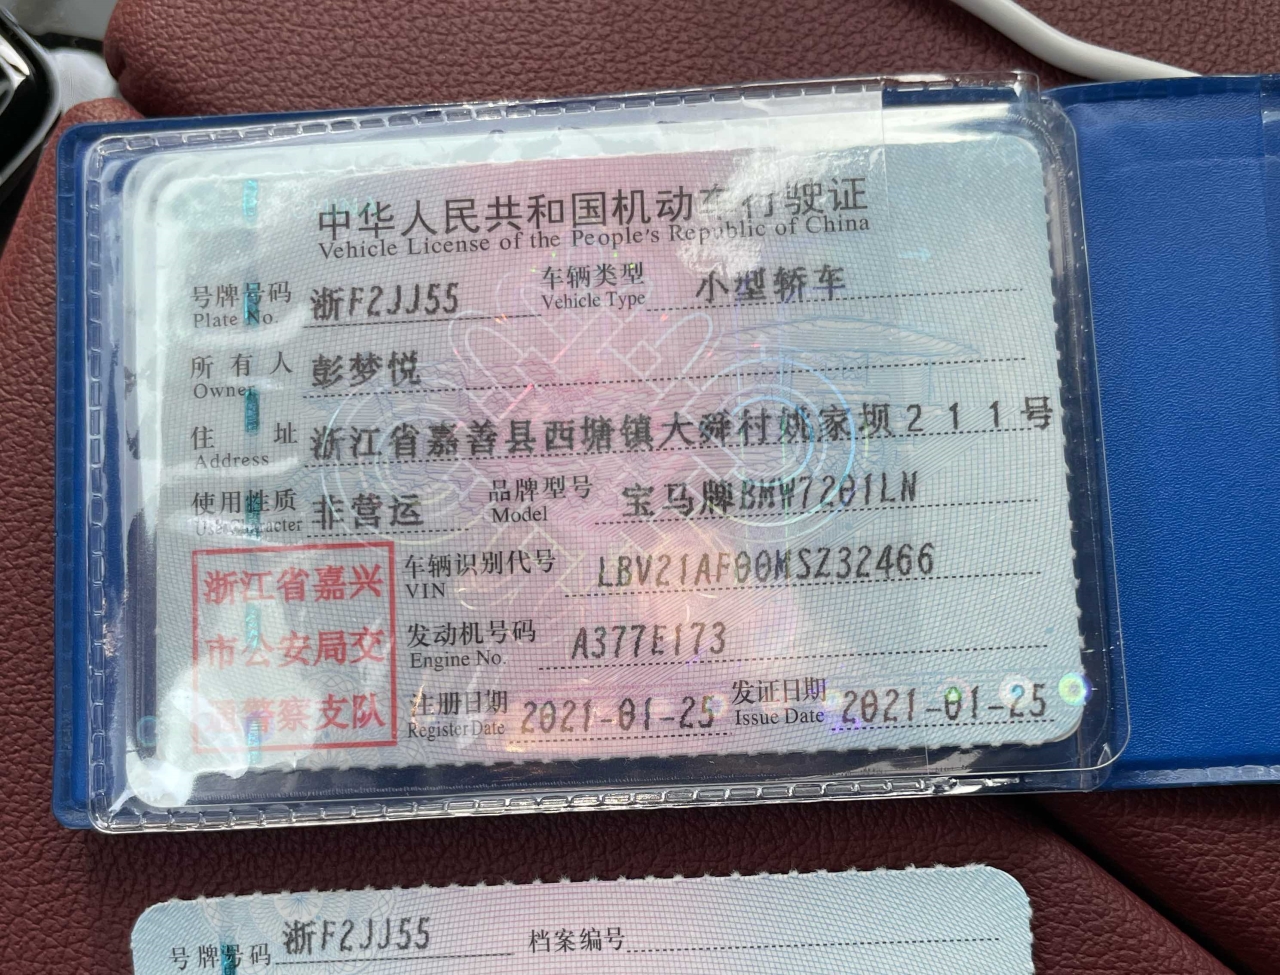 中华人民共和国机动车行驶证
Vehicle License of the People's Republic of China
号牌号码 浙F2JJ55 车辆类型 小型轿车
Plate No. Vehicle Type
所有人 彭梦悦
Owner
住址 浙江省嘉善县西塘镇大舜村姚家坝211号
Address
使用性质 非营运 品牌型号 宝马牌BMW7201LN
Use Character Model
浙江省嘉兴
市公安局交
通警察支队
车辆识别代号 LBV21AF00MSZ32466
VIN
发动机号码 A377E173
Engine No.
注册日期 2021-01-25 发证日期 2021-01-25
Register Date Issue Date
号牌号码 浙F2JJ55 档案编号